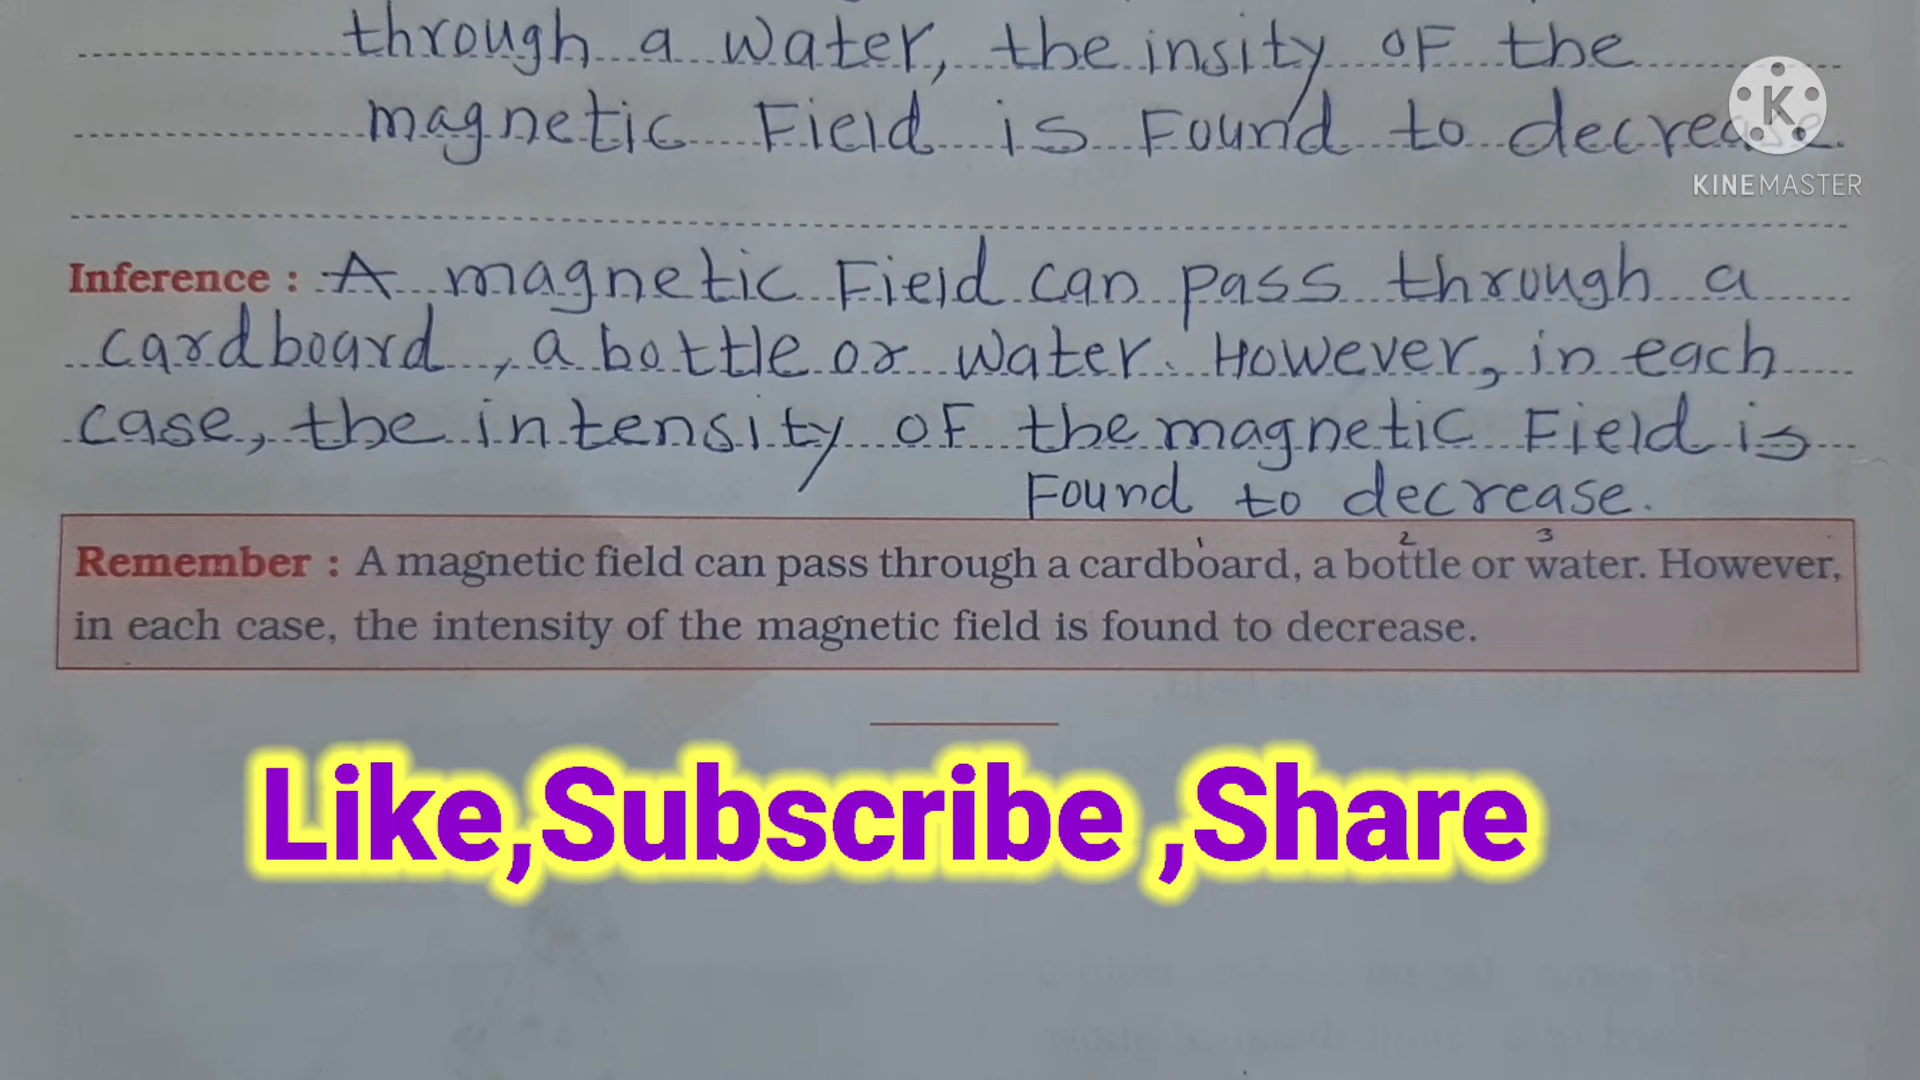 through a water, the insity of the
magnetic Field is Found to decrease.
KINEMASTER
Inference : A magnetic Field can pass through a
cardboard, a bottle or water. However, in each
case, the intensity of the magnetic Field is
Found to decrease.
1 2 3
Remember : A magnetic field can pass through a cardboard, a bottle or water. However,
in each case, the intensity of the magnetic field is found to decrease.
Like,Subscribe ,Share